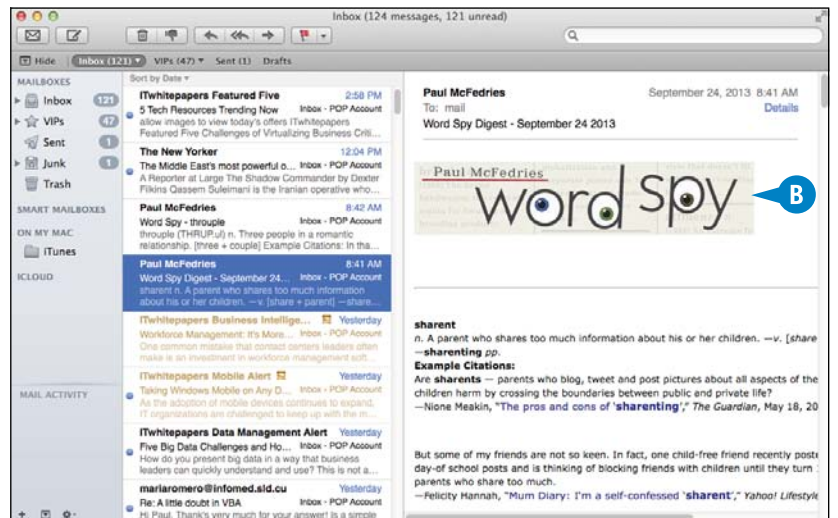 Inbox (124 messages, 121 unread)
Hide Inbox (121) VIPs (47) Sent (1) Drafts
MAILBOXES
Inbox 121
VIPs 47
Sent 1
Junk 1
Trash
SMART MAILBOXES
ON MY MAC
iTunes
ICLOUD
MAIL ACTIVITY
Sort by Date
ITwhitepapers Featured Five 2:58 PM
5 Tech Resources Trending Now Inbox - POP Account
allow images to view today's offers ITwhitepapers
Featured Five Challenges of Virtualizing Business Criti...
The New Yorker 12:04 PM
The Middle East's most powerful o... Inbox - POP Account
A Reporter at Large The Shadow Commander by Dexter
Filkins Qassem Suleimani is the Iranian operative who...
Paul McFedries 8:42 AM
Word Spy - throuple Inbox - POP Account
throuple (THRUP.ul) n. Three people in a romantic
relationship. [three + couple] Example Citations: In tha...
Paul McFedries 8:41 AM
Word Spy Digest - September 24... Inbox - POP Account
sharent n. A parent who shares too much information
about his or her children. —v. [share + parent] —share...
ITwhitepapers Business Intellige... Yesterday
Workforce Management: It's More... Inbox - POP Account
One common mistake that contact centers leaders often
make is an investment in workforce management soft...
ITwhitepapers Mobile Alert Yesterday
Taking Windows Mobile on Any D... Inbox - POP Account
As the adoption of mobile devices continues to expand,
IT organizations are challenged to keep up with the m...
ITwhitepapers Data Management Alert Yesterday
Five Big Data Challenges and Ho... Inbox - POP Account
How do you present big data in a way that business
leaders can quickly understand and use? This is not a...
mariaromero@infomed.sld.cu Yesterday
Re: A little doubt in VBA Inbox - POP Account
Hi Paul, Thank's very much for your answer! Is a simple
Paul McFedries September 24, 2013 8:41 AM
To: mail Details
Word Spy Digest - September 24 2013
Paul McFedries
word spy
B
sharent
n. A parent who shares too much information about his or her children. —v. [share
—sharenting pp.
Example Citations:
Are sharents — parents who blog, tweet and post pictures about all aspects of the
children harm by crossing the boundaries between public and private life?
—Nione Meakin, "The pros and cons of 'sharenting'," The Guardian, May 18, 20
But some of my friends are not so keen. In fact, one child-free friend recently poste
day-of school posts and is thinking of blocking friends with children until they turn
parents who share too much.
—Felicity Hannah, "Mum Diary: I'm a self-confessed 'sharent'," Yahoo! Lifestyle